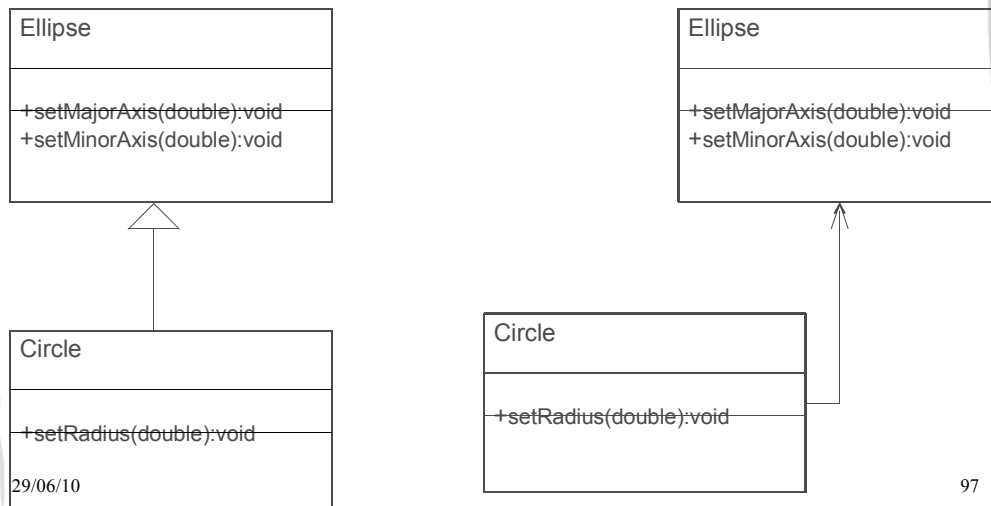 Ellipse
+setMajorAxis(double):void
+setMinorAxis(double):void
Circle
+setRadius(double):void
Ellipse
+setMajorAxis(double):void
+setMinorAxis(double):void
Circle
+setRadius(double):void
29/06/10
97